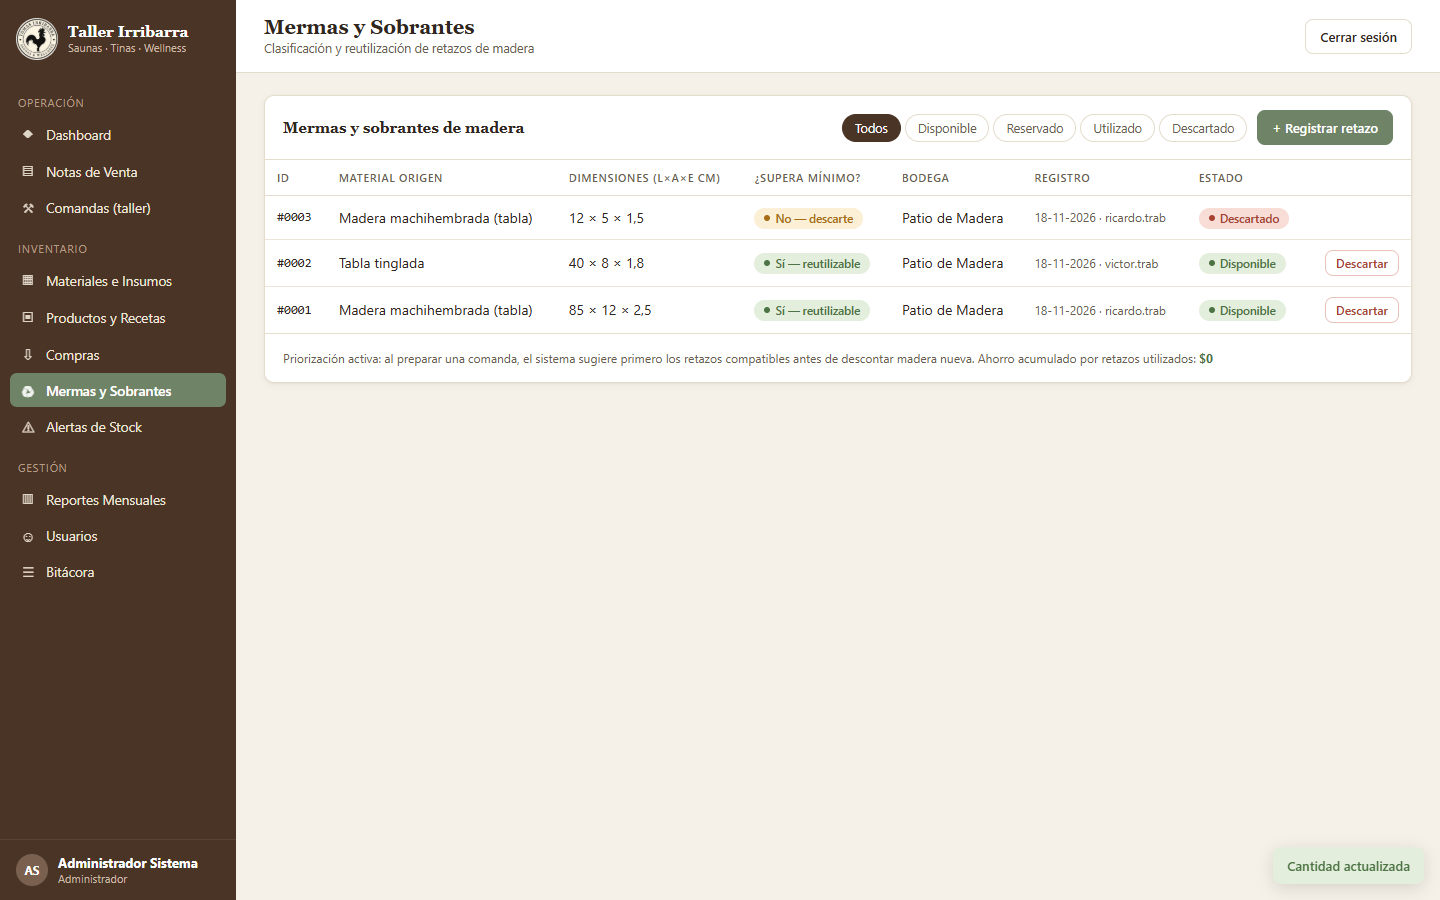 Taller Irribarra
Saunas · Tinas · Wellness
OPERACIÓN
Dashboard
Notas de Venta
Comandas (taller)
INVENTARIO
Materiales e Insumos
Productos y Recetas
Compras
Mermas y Sobrantes
Alertas de Stock
GESTIÓN
Reportes Mensuales
Usuarios
Bitácora
AS
Administrador Sistema
Administrador
Mermas y Sobrantes
Clasificación y reutilización de retazos de madera
Cerrar sesión
Mermas y sobrantes de madera
Todos Disponible Reservado Utilizado Descartado + Registrar retazo
ID MATERIAL ORIGEN DIMENSIONES (L×A×E CM) ¿SUPERA MÍNIMO? BODEGA REGISTRO ESTADO
#0003 Madera machihembrada (tabla) 12 × 5 × 1,5 No — descarte Patio de Madera 18-11-2026 · ricardo.trab Descartado
#0002 Tabla tinglada 40 × 8 × 1,8 Sí — reutilizable Patio de Madera 18-11-2026 · victor.trab Disponible Descartar
#0001 Madera machihembrada (tabla) 85 × 12 × 2,5 Sí — reutilizable Patio de Madera 18-11-2026 · ricardo.trab Disponible Descartar
Priorización activa: al preparar una comanda, el sistema sugiere primero los retazos compatibles antes de descontar madera nueva. Ahorro acumulado por retazos utilizados: $0
Cantidad actualizada